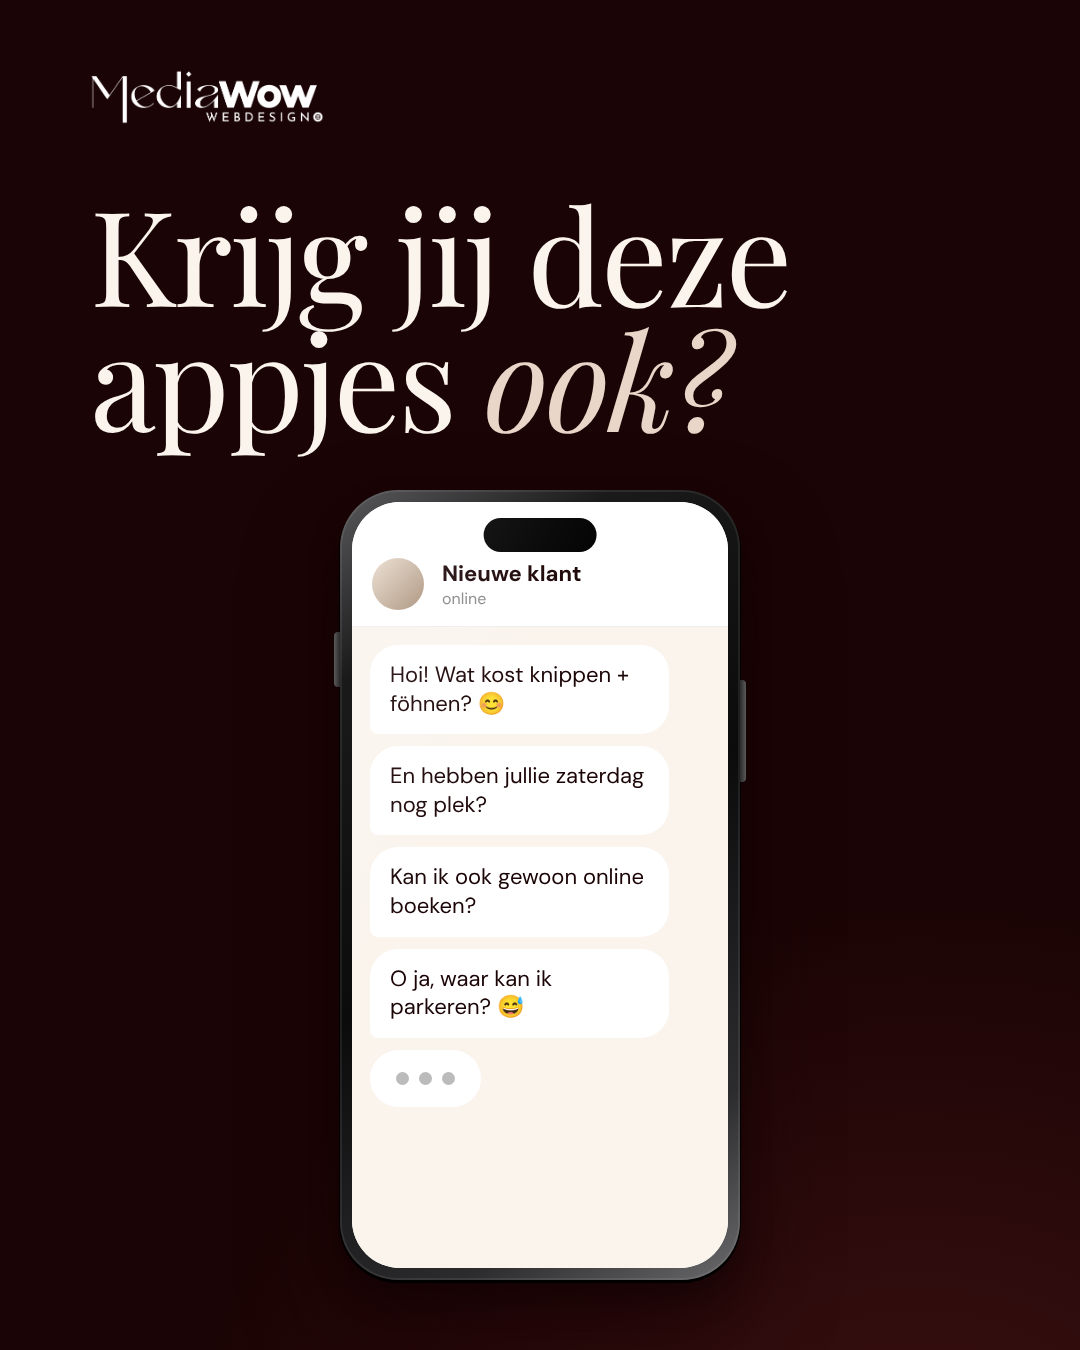 MediaWow
WEBDESIGN
Krijg jij deze
appjes ook?
Nieuwe klant
online
Hoi! Wat kost knippen +
föhnen? 😊
En hebben jullie zaterdag
nog plek?
Kan ik ook gewoon online
boeken?
O ja, waar kan ik
parkeren? 😅